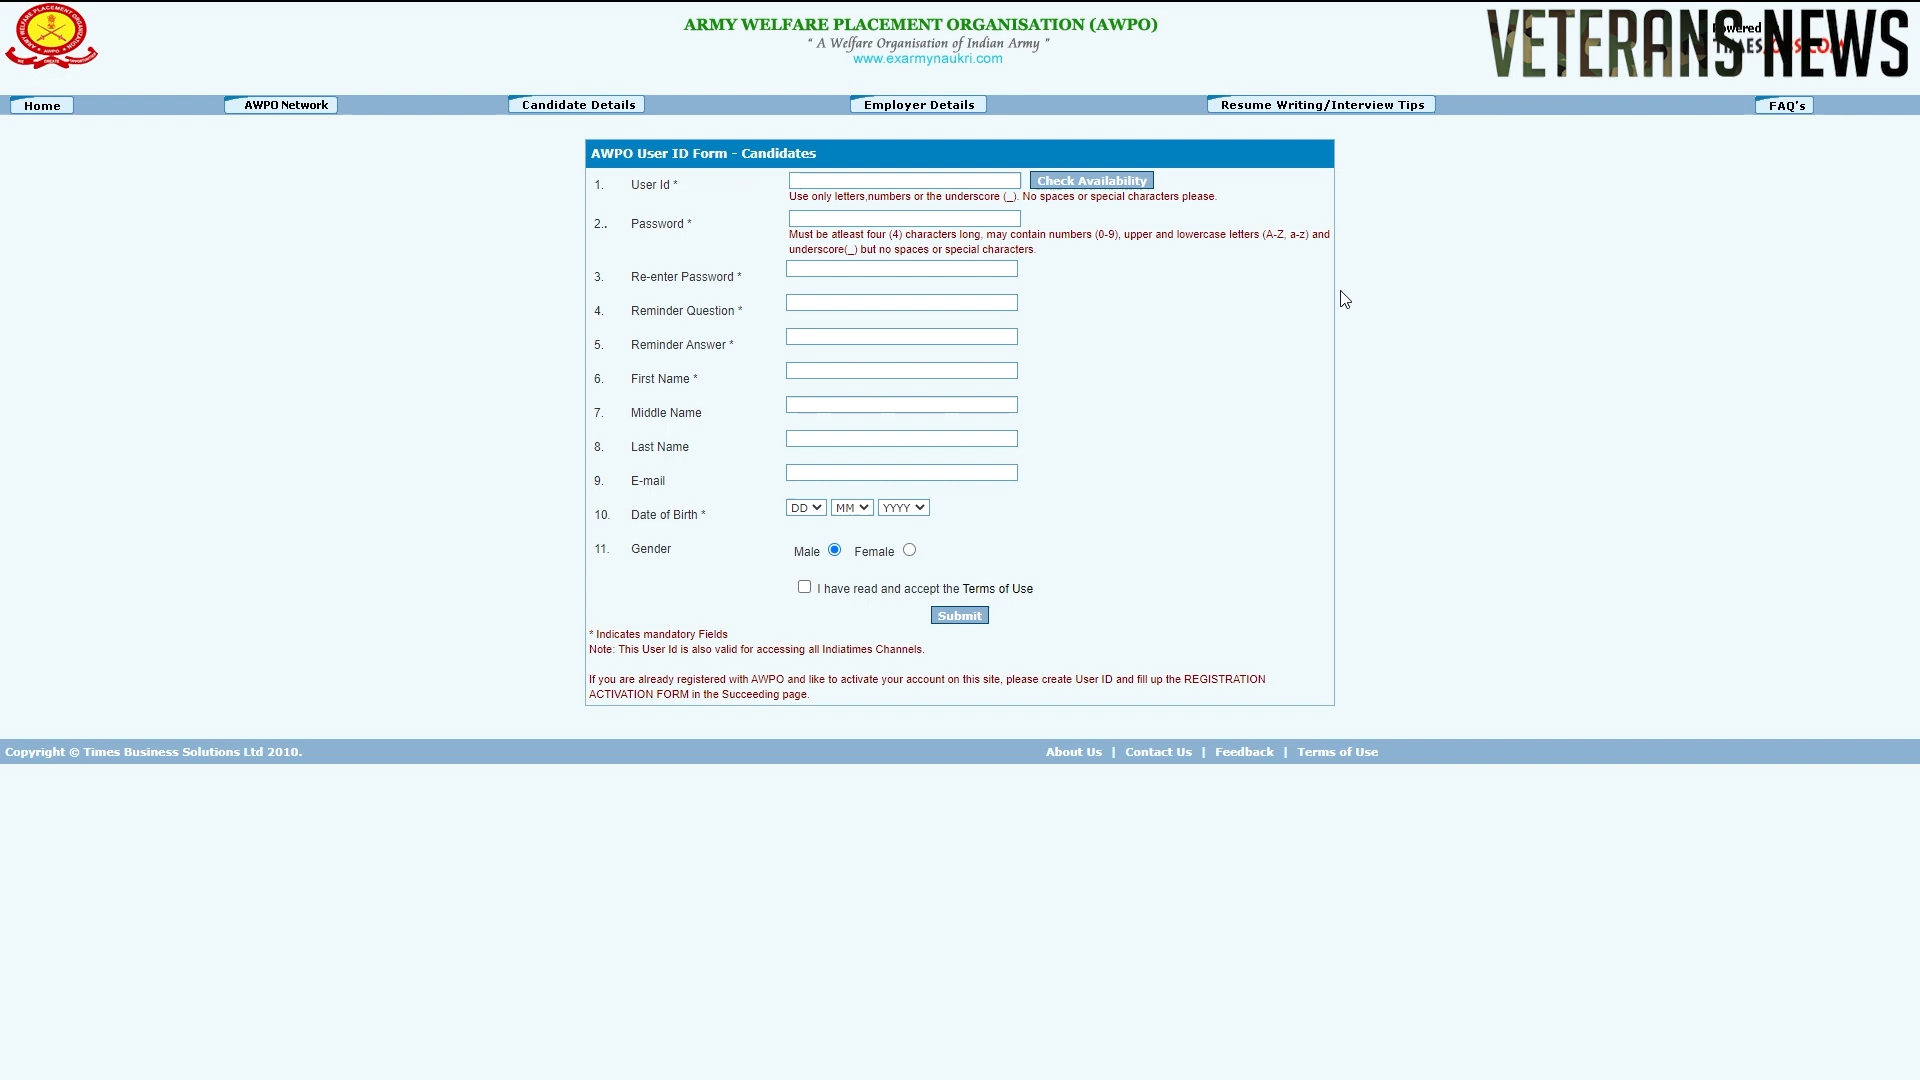 ARMY WELFARE PLACEMENT ORGANISATION (AWPO)
“ A Welfare Organisation of Indian Army ”
www.exarmynaukri.com
VETERANS NEWS
Powered
Home
AWPO Network
Candidate Details
Employer Details
Resume Writing/Interview Tips
FAQ's
AWPO User ID Form - Candidates
1. User Id * Check Availability
Use only letters,numbers or the underscore (_). No spaces or special characters please.
2.. Password *
Must be atleast four (4) characters long, may contain numbers (0-9), upper and lowercase letters (A-Z, a-z) and
underscore(_) but no spaces or special characters.
3. Re-enter Password *
4. Reminder Question *
5. Reminder Answer *
6. First Name *
7. Middle Name
8. Last Name
9. E-mail
10. Date of Birth * DD MM YYYY
11. Gender Male Female
I have read and accept the Terms of Use
Submit
* Indicates mandatory Fields
Note: This User Id is also valid for accessing all Indiatimes Channels.
If you are already registered with AWPO and like to activate your account on this site, please create User ID and fill up the REGISTRATION
ACTIVATION FORM in the Succeeding page.
Copyright © Times Business Solutions Ltd 2010.
About Us | Contact Us | Feedback | Terms of Use